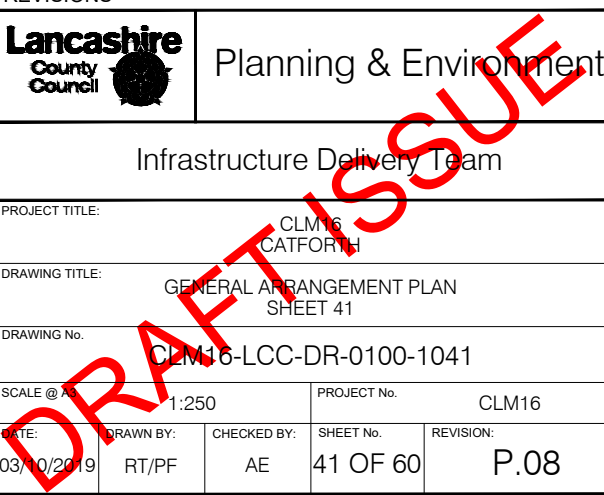 REVISIONS
Lancashire
County
Council
Planning & Environment
Infrastructure Delivery Team
PROJECT TITLE:
CLM16
CATFORTH
DRAWING TITLE:
GENERAL ARRANGEMENT PLAN
SHEET 41
DRAWING No.
CLM16-LCC-DR-0100-1041
SCALE @ A3
1:250
PROJECT No.
CLM16
DATE:
03/10/2019
DRAWN BY:
RT/PF
CHECKED BY:
AE
SHEET No.
41 OF 60
REVISION:
P.08
DRAFT ISSUE